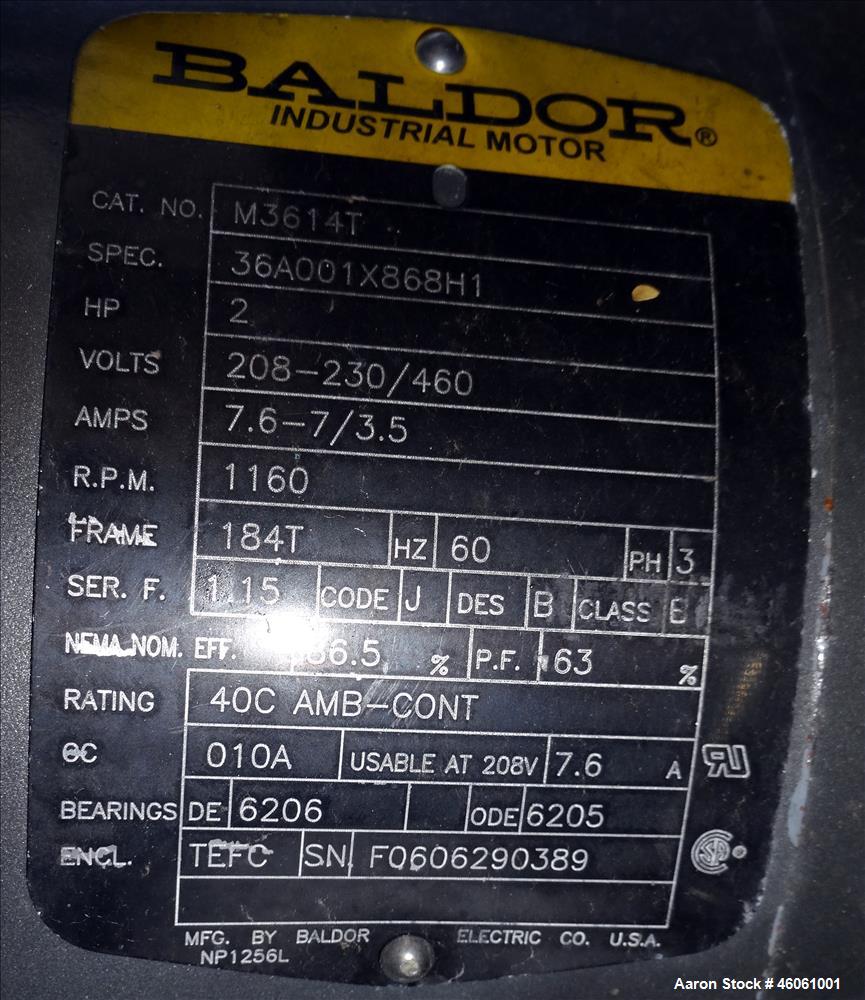 BALDOR®
INDUSTRIAL MOTOR
CAT. NO. M3614T
SPEC. 36A001X868H1
HP 2
VOLTS 208-230/460
AMPS 7.6-7/3.5
R.P.M. 1160
FRAME 184T HZ 60 PH 3
SER. F. 1.15 CODE J DES B CLASS
NEMA NOM. EFF. % P.F. 63 %
RATING 40C AMB-CONT
CC 010A USABLE AT 208V 7.6 A
BEARINGS DE 6206 ODE 6205
ENCL. TEFC SN F0606290389
MFG. BY BALDOR ELECTRIC CO. U.S.A.
NP1256L
Aaron Stock # 46061001